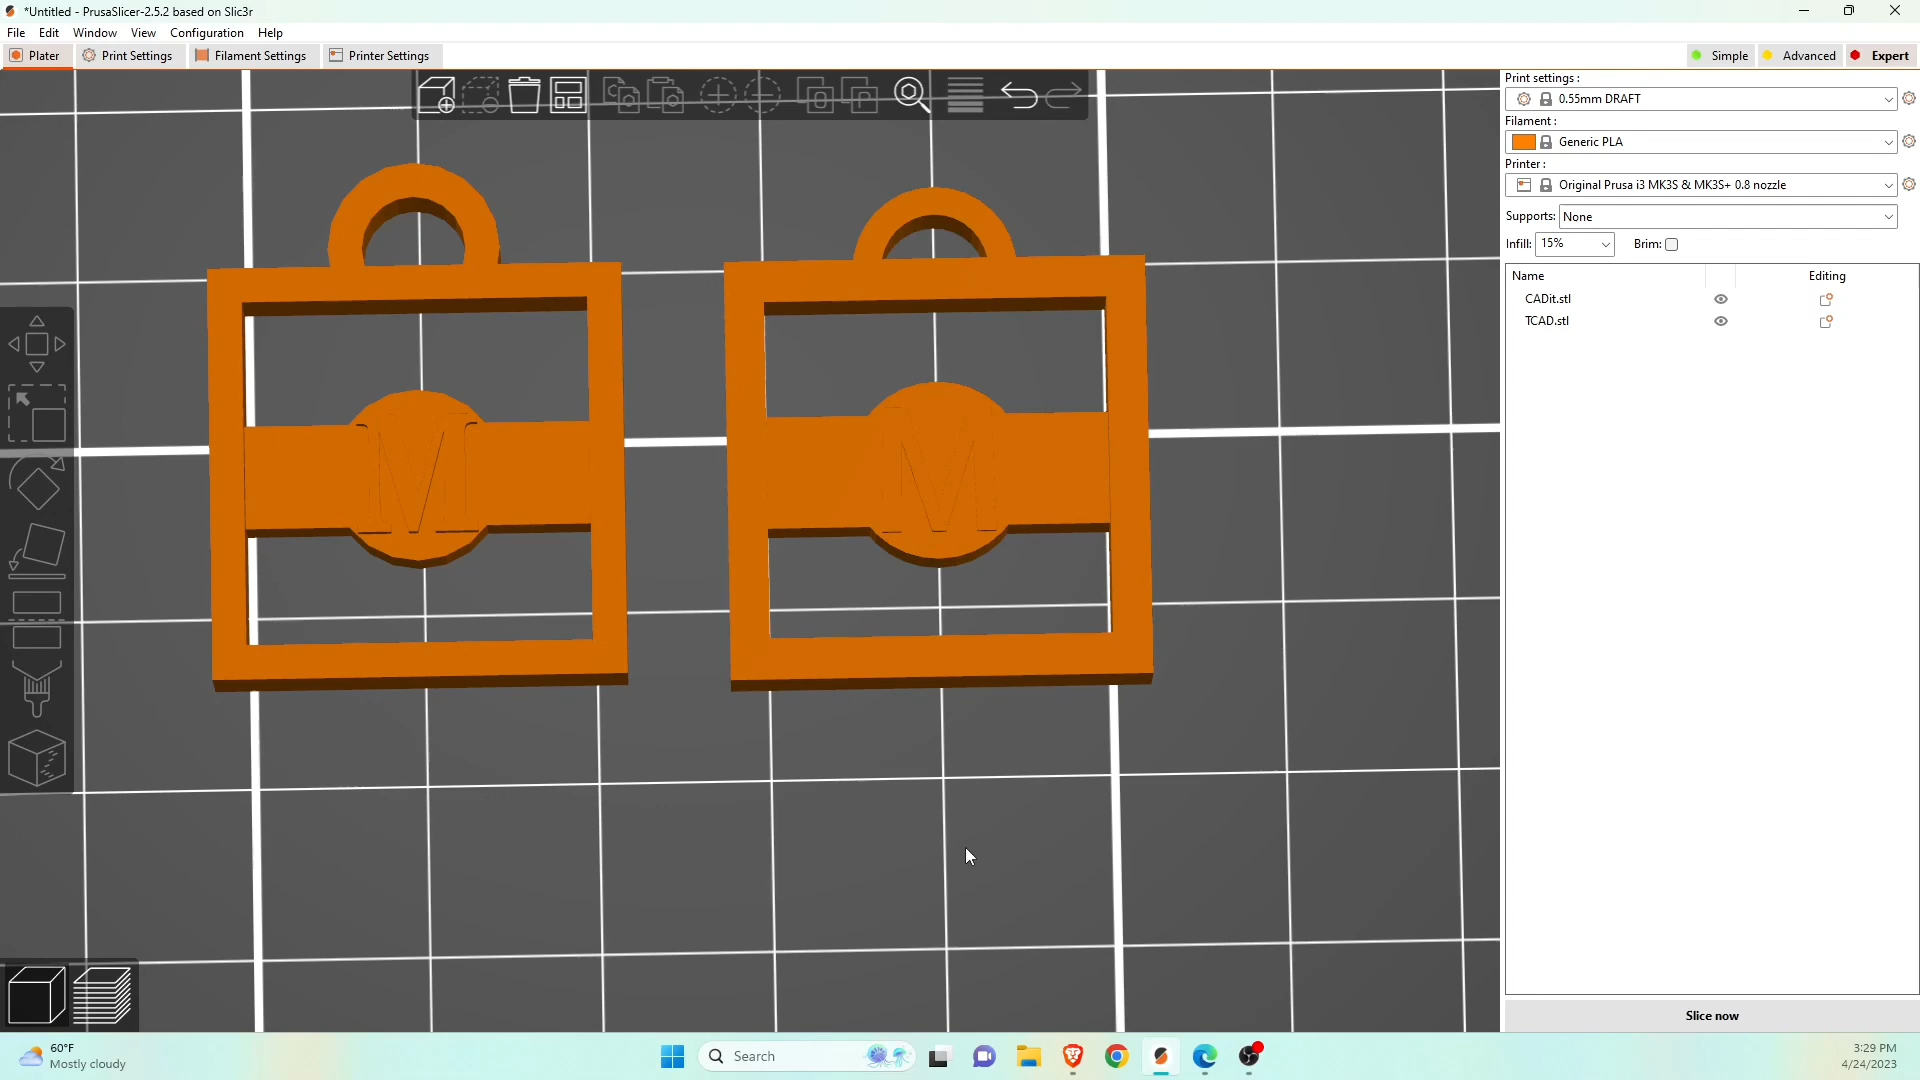 *Untitled - PrusaSlicer-2.5.2 based on Slic3r
File Edit Window View Configuration Help
Plater Print Settings Filament Settings Printer Settings Simple Advanced Expert
Print settings :
0.55mm DRAFT
Filament :
Generic PLA
Printer :
Original Prusa i3 MK3S & MK3S+ 0.8 nozzle
Supports: None
Infill: 15% Brim:
Name Editing
CADit.stl
TCAD.stl
M M
Slice now
60°F
Mostly cloudy
Search
3:29 PM
4/24/2023